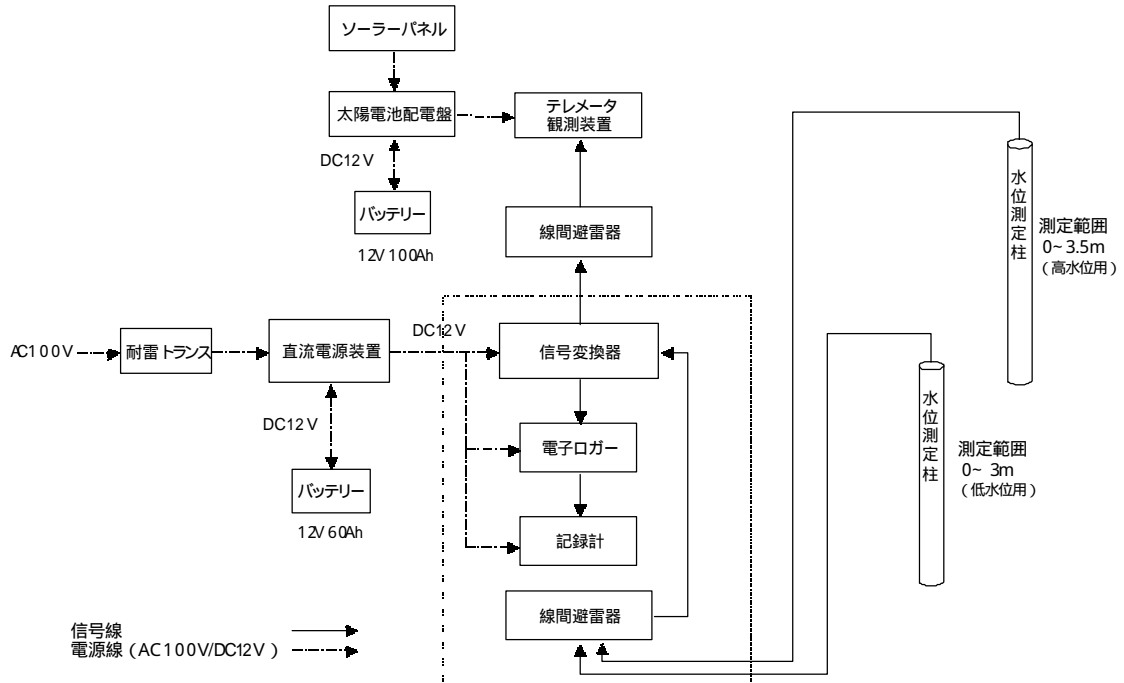 ソーラーパネル
太陽電池配電盤
テレメータ
観測装置
DC12V
バッテリー
12V 100Ah
線間避雷器
水位測定柱
測定範囲
0~3.5m
(高水位用)
AC100V
耐雷トランス
直流電源装置
DC12V
信号変換器
DC12V
バッテリー
12V 60Ah
電子ロガー
記録計
線間避雷器
水位測定柱
測定範囲
0~3m
(低水位用)
信号線
電源線(AC100V/DC12V)